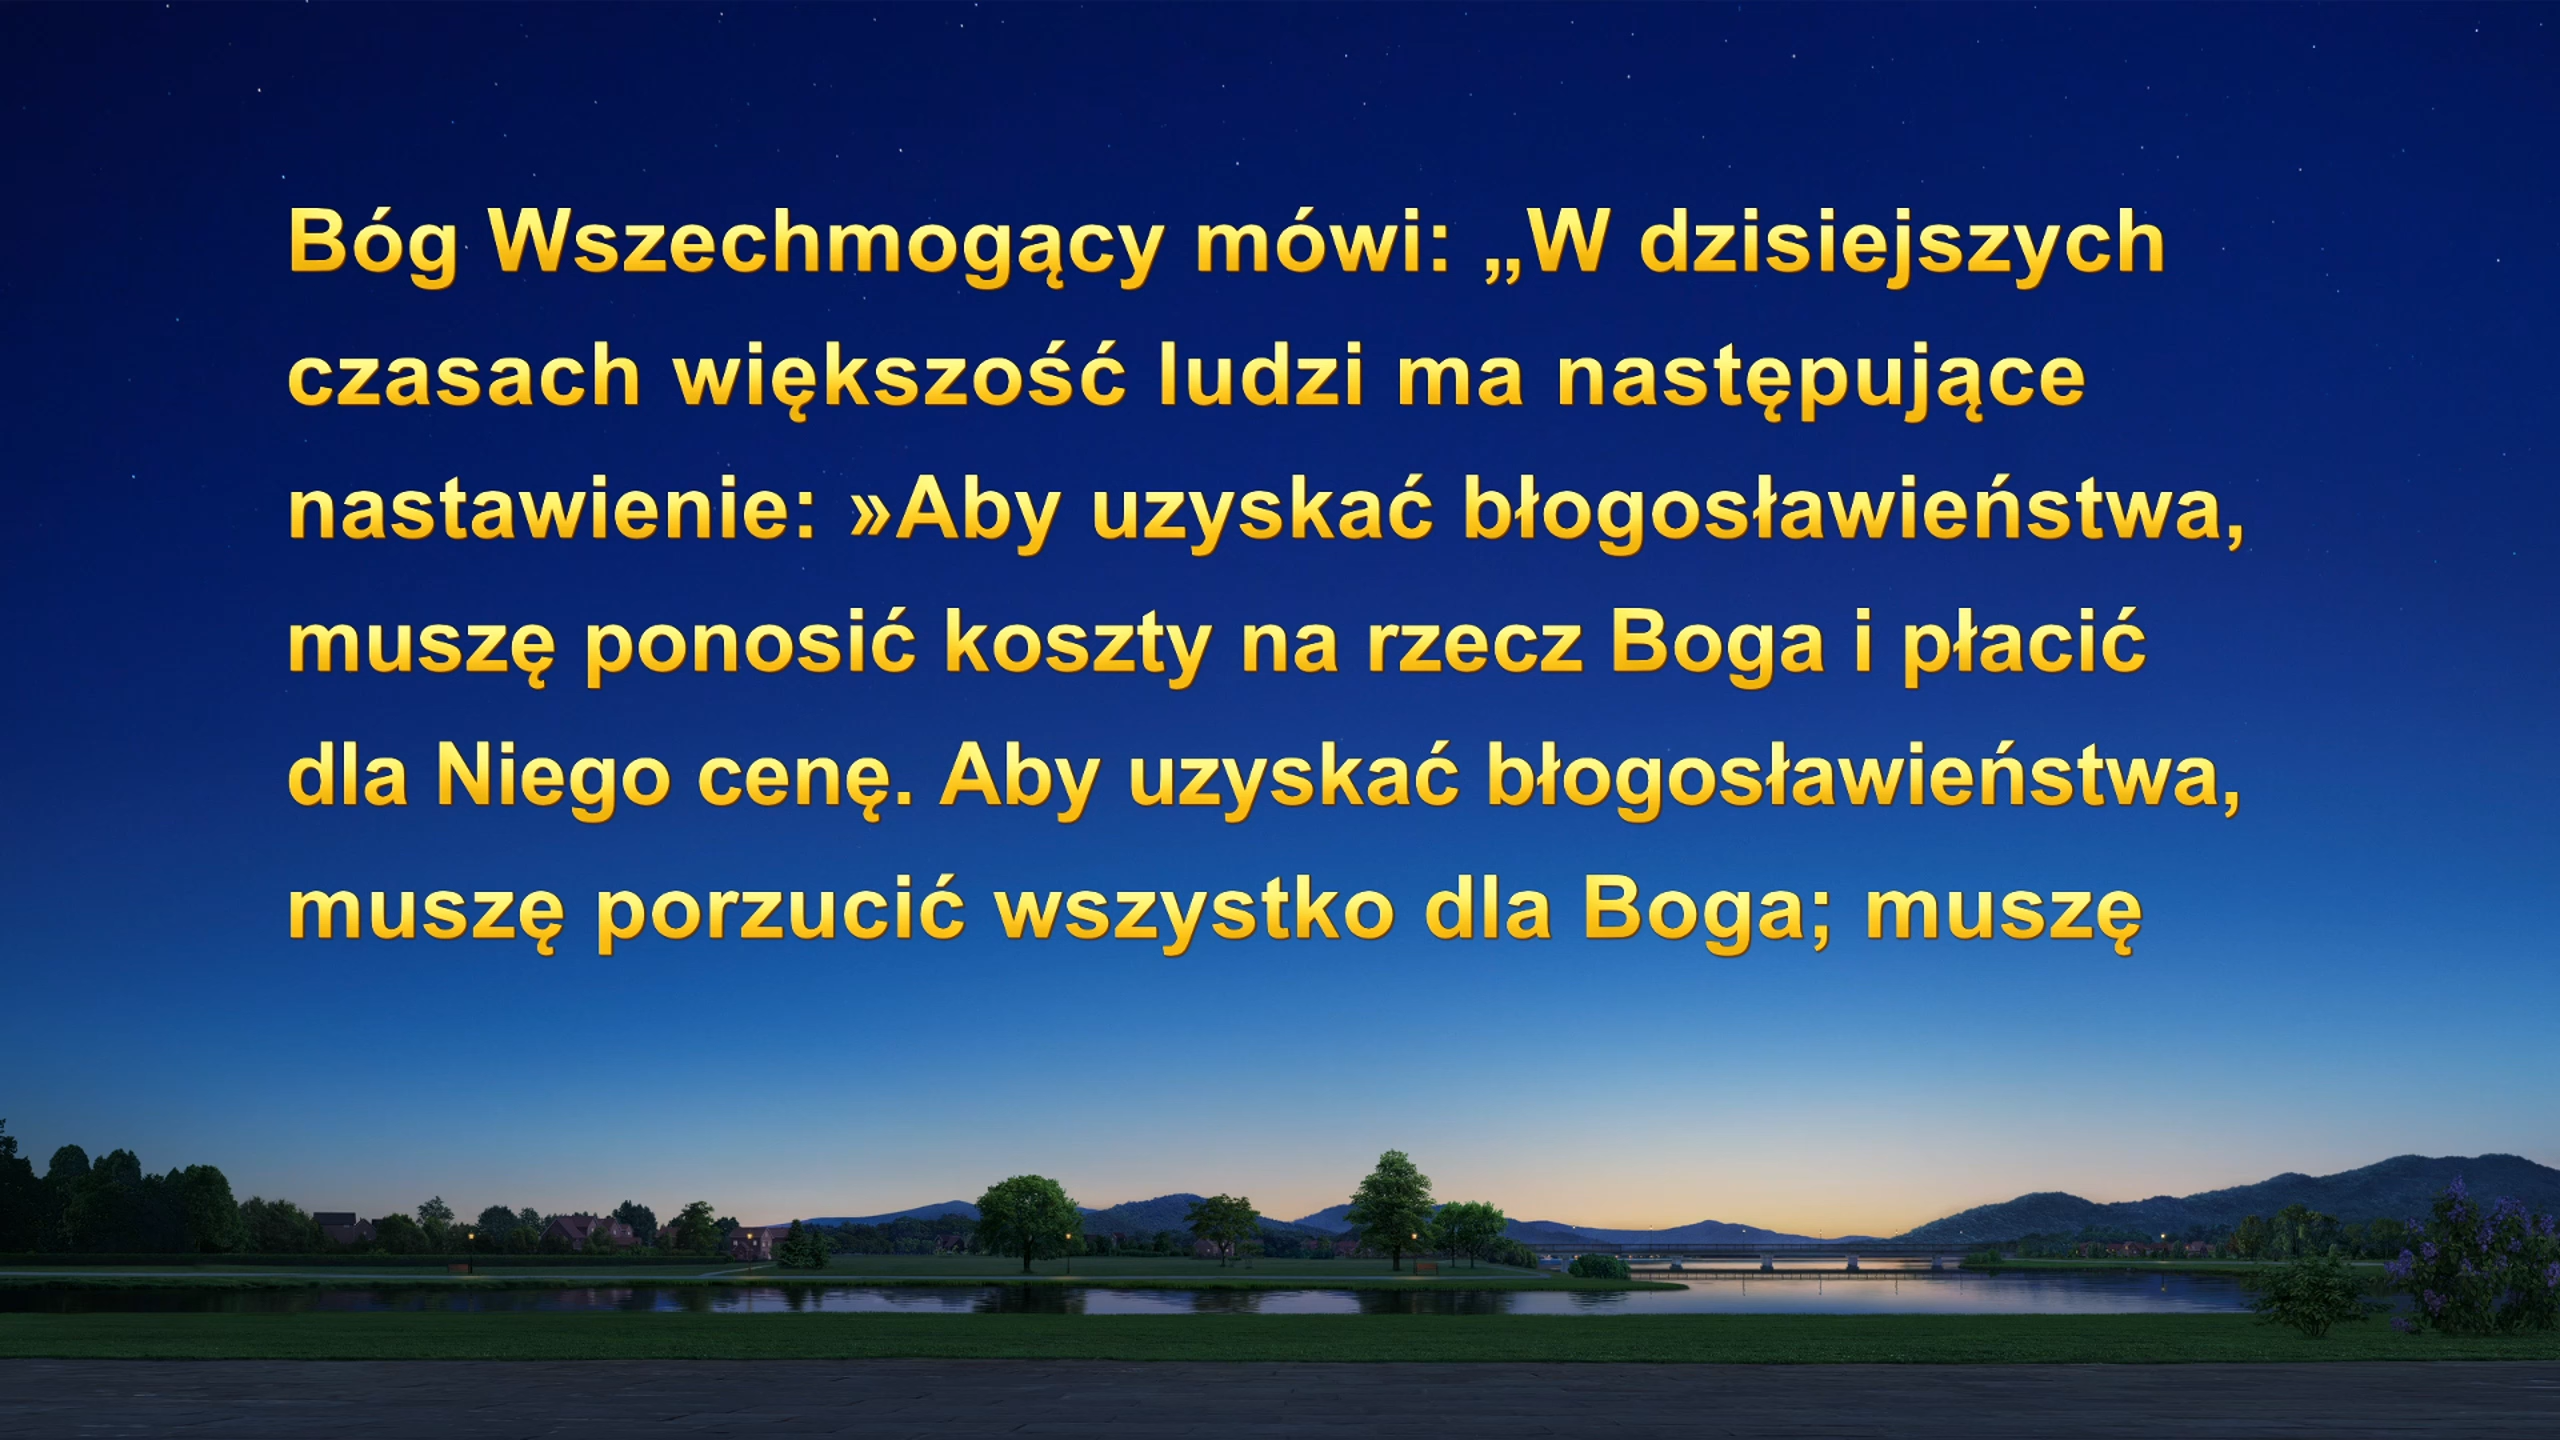 Bóg Wszechmogący mówi: „W dzisiejszych
czasach większość ludzi ma następujące
nastawienie: »Aby uzyskać błogosławieństwa,
muszę ponosić koszty na rzecz Boga i płacić
dla Niego cenę. Aby uzyskać błogosławieństwa,
muszę porzucić wszystko dla Boga; muszę